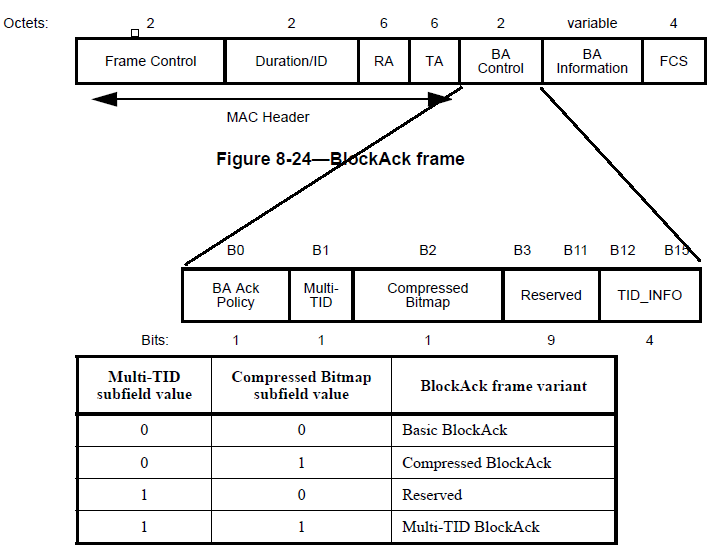 Octets: 2 2 6 6 2 variable 4
Frame Control Duration/ID RA TA BA Control BA Information FCS
MAC Header
Figure 8-24—BlockAck frame
B0 B1 B2 B3 B11 B12 B15
BA Ack Policy Multi-TID Compressed Bitmap Reserved TID_INFO
Bits: 1 1 1 9 4
Multi-TID subfield value Compressed Bitmap subfield value BlockAck frame variant
0 0 Basic BlockAck
0 1 Compressed BlockAck
1 0 Reserved
1 1 Multi-TID BlockAck